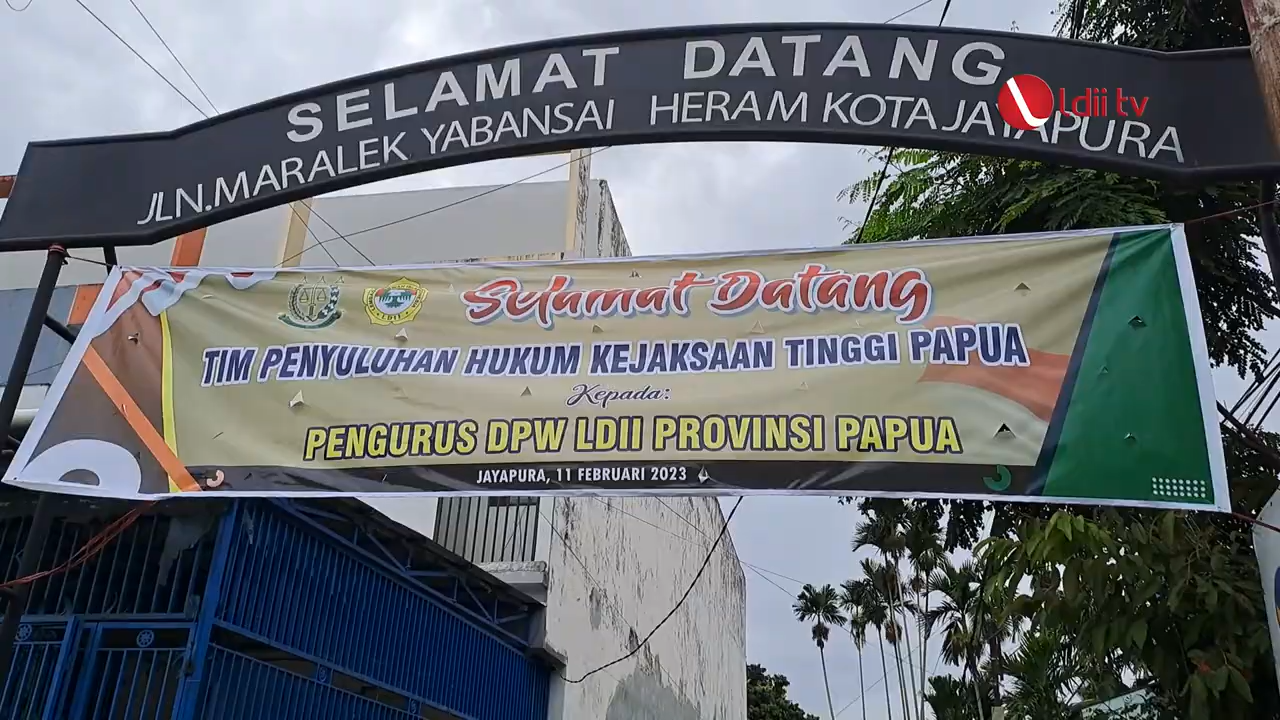 SELAMAT DATANG
JLN.MARALEK YABANSAI HERAM KOTA JAYAPURA
Ldii tv
Selamat Datang
TIM PENYULUHAN HUKUM KEJAKSAAN TINGGI PAPUA
Kepada:
PENGURUS DPW LDII PROVINSI PAPUA
JAYAPURA, 11 FEBRUARI 2023
LDII